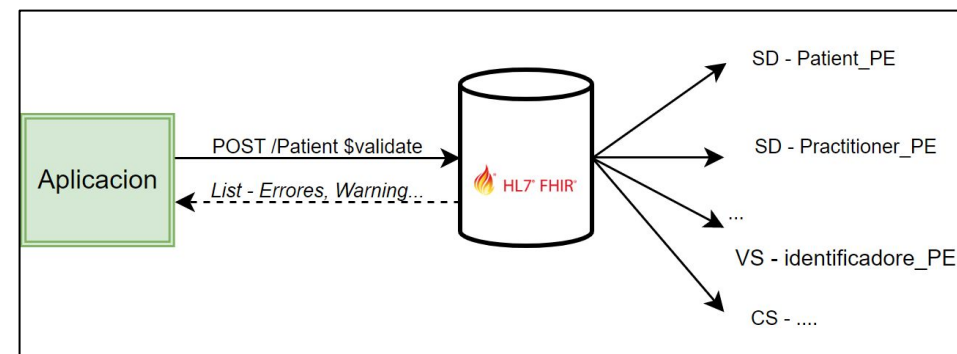 SD - Patient_PE
POST /Patient $validate
SD - Practitioner_PE
Aplicacion
HL7® FHIR®
List - Errores, Warning...
...
VS - identificadore_PE
CS - ....